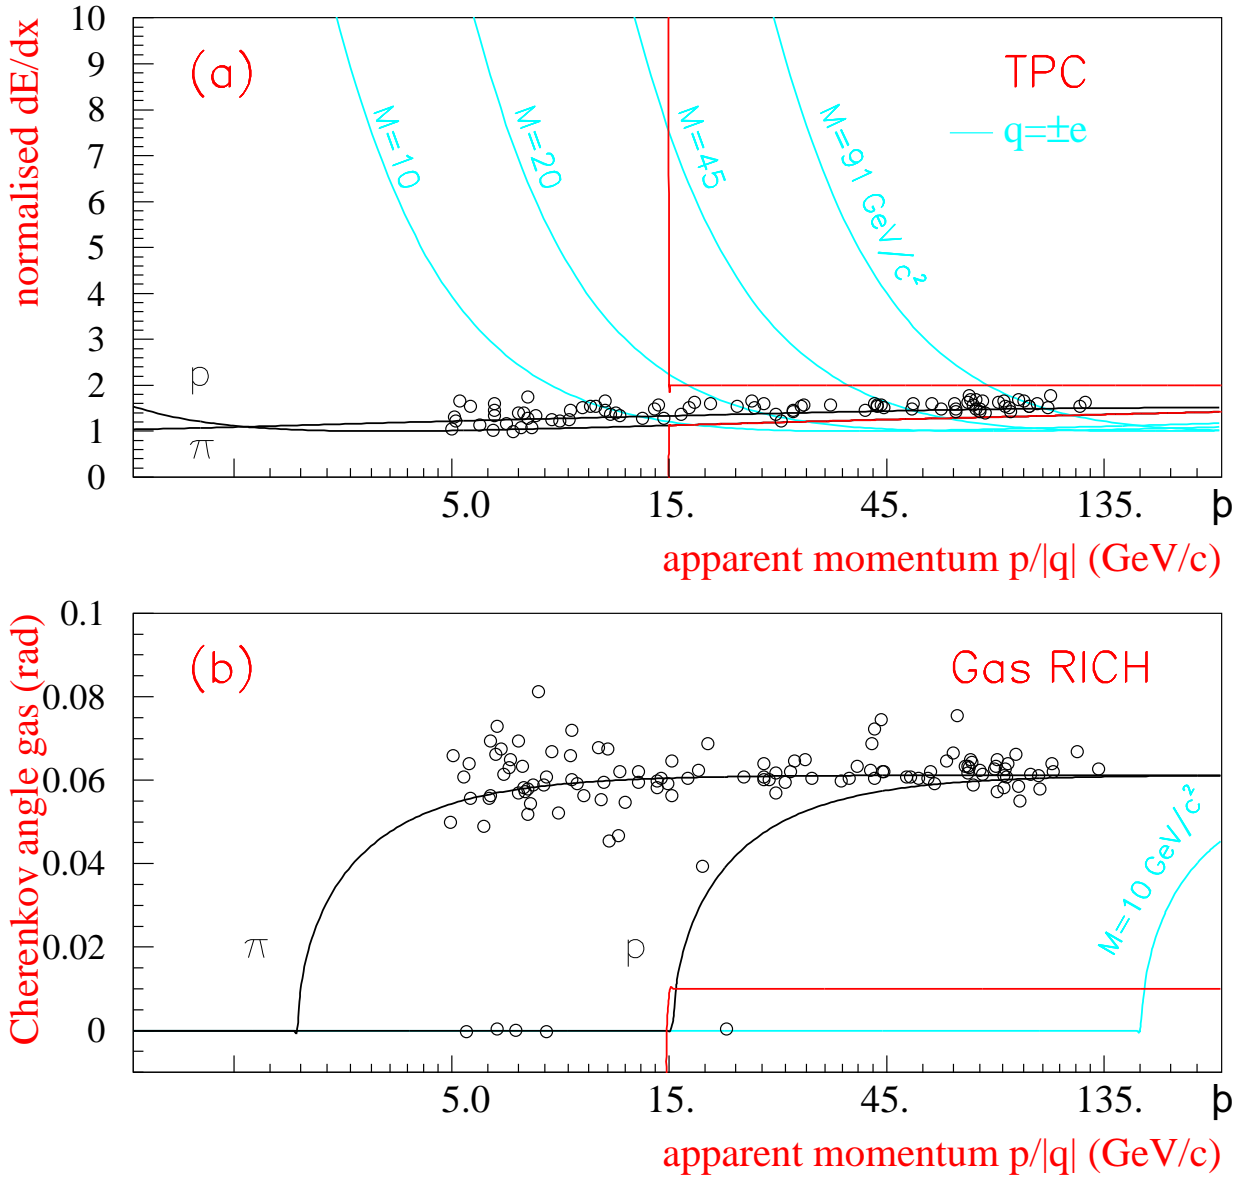 normalised dE/dx
10
9
8
7
6
5
4
3
2
1
0
(a)
TPC
q=±e
M=10
M=20
M=45
M=91 GeV/c²
p
π
5.0
15.
45.
135.
p
apparent momentum p/|q| (GeV/c)
Cherenkov angle gas (rad)
0.1
0.08
0.06
0.04
0.02
0
(b)
Gas RICH
π
p
M=10 GeV/c²
5.0
15.
45.
135.
p
apparent momentum p/|q| (GeV/c)